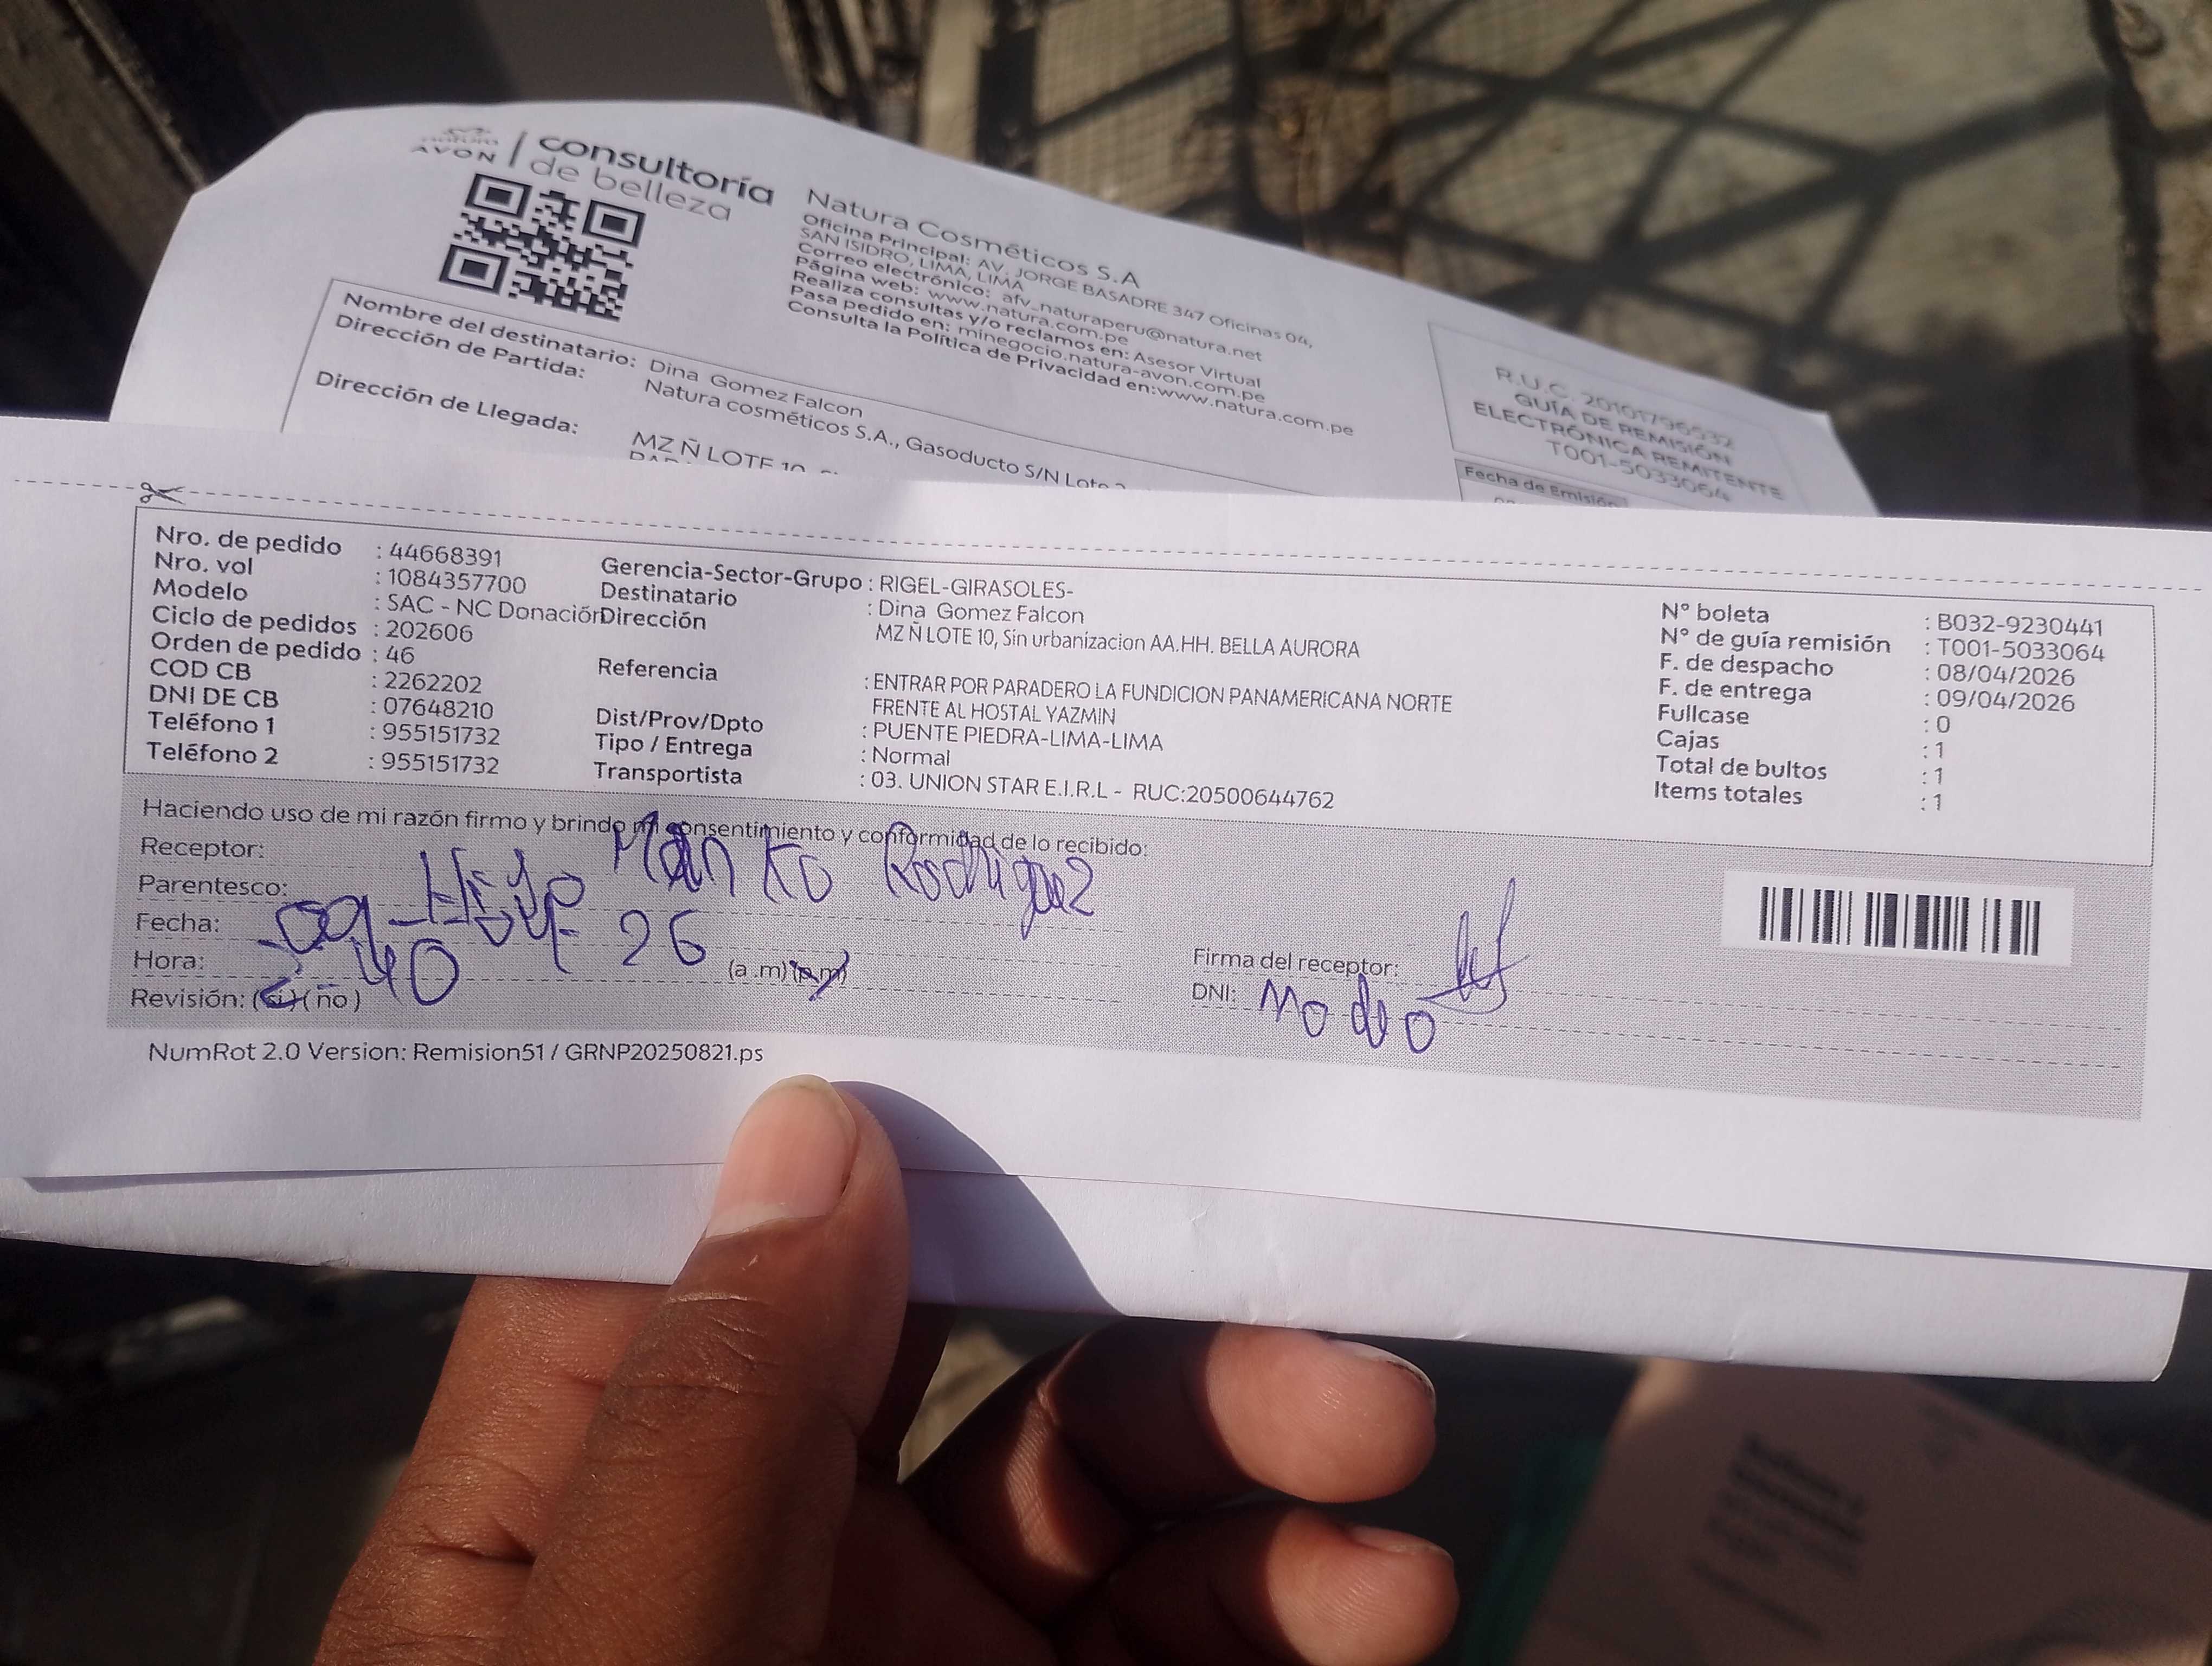 natura
AVON | consultoría
de belleza
Natura Cosméticos S.A
Oficina Principal: AV. JORGE BASADRE 347 Oficinas 04,
SAN ISIDRO, LIMA, LIMA
Correo electrónico: afv_naturaperu@natura.net
Página web: www.natura.com.pe
Realiza consultas y/o reclamos en: Asesor Virtual
Pasa pedido en: minegocio.natura-avon.com.pe
Consulta la Política de Privacidad en:www.natura.com.pe
R.U.C. 20101796532
GUÍA DE REMISIÓN
ELECTRÓNICA REMITENTE
T001-5033064
Fecha de Emisión
Nombre del destinatario: Dina Gomez Falcon
Dirección de Partida: Natura cosméticos S.A., Gasoducto S/N Lote
Dirección de Llegada: MZ Ñ LOTE 10,
Nro. de pedido : 44668391
Nro. vol : 1084357700
Modelo : SAC - NC Donación
Ciclo de pedidos : 202606
Orden de pedido : 46
COD CB : 2262202
DNI DE CB : 07648210
Teléfono 1 : 955151732
Teléfono 2 : 955151732
Gerencia-Sector-Grupo : RIGEL-GIRASOLES-
Destinatario : Dina Gomez Falcon
Dirección MZ Ñ LOTE 10, Sin urbanizacion AA.HH. BELLA AURORA
Referencia : ENTRAR POR PARADERO LA FUNDICION PANAMERICANA NORTE
FRENTE AL HOSTAL YAZMIN
Dist/Prov/Dpto : PUENTE PIEDRA-LIMA-LIMA
Tipo / Entrega : Normal
Transportista : 03. UNION STAR E.I.R.L - RUC:20500644762
N° boleta : B032-9230441
N° de guía remisión : T001-5033064
F. de despacho : 08/04/2026
F. de entrega : 09/04/2026
Fullcase : 0
Cajas : 1
Total de bultos : 1
Items totales : 1
Haciendo uso de mi razón firmo y brindo mi consentimiento y conformidad de lo recibido:
Receptor: Rodriguez
Parentesco: Hijo
Fecha: 09 - 04 - 26
Hora: 40 (a.m) (p.m)
Revisión: (si) (no)
Firma del receptor:
DNI: No dio
NumRot 2.0 Version: Remision51 / GRNP20250821.ps